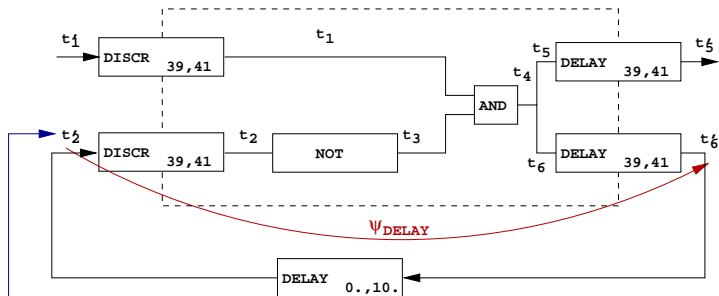 t₁′ DISCR 39,41 t₁ t₅ DELAY 39,41 t₅′
t₄ AND
t₂′ DISCR 39,41 t₂ NOT t₃ t₆ DELAY 39,41 t₆′
ΨDELAY
DELAY 0.,10.